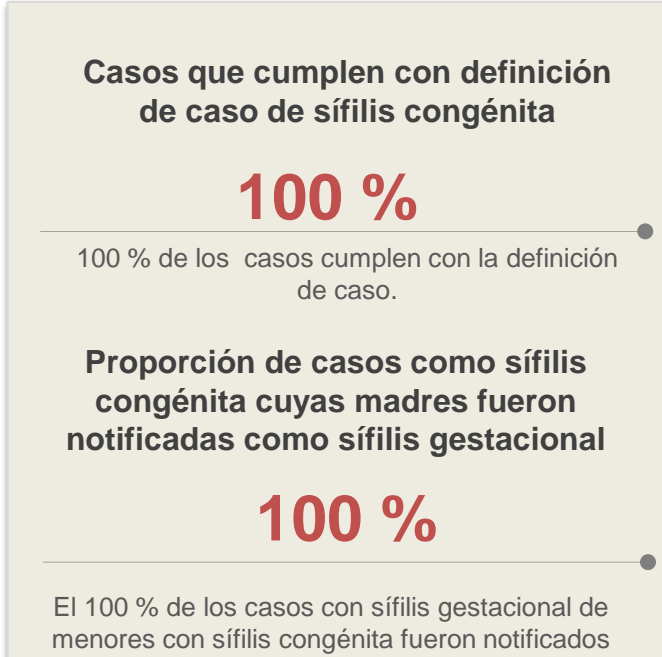 Casos que cumplen con definición
de caso de sífilis congénita
100 %
100 % de los casos cumplen con la definición
de caso.
Proporción de casos como sífilis
congénita cuyas madres fueron
notificadas como sífilis gestacional
100 %
El 100 % de los casos con sífilis gestacional de
menores con sífilis congénita fueron notificados